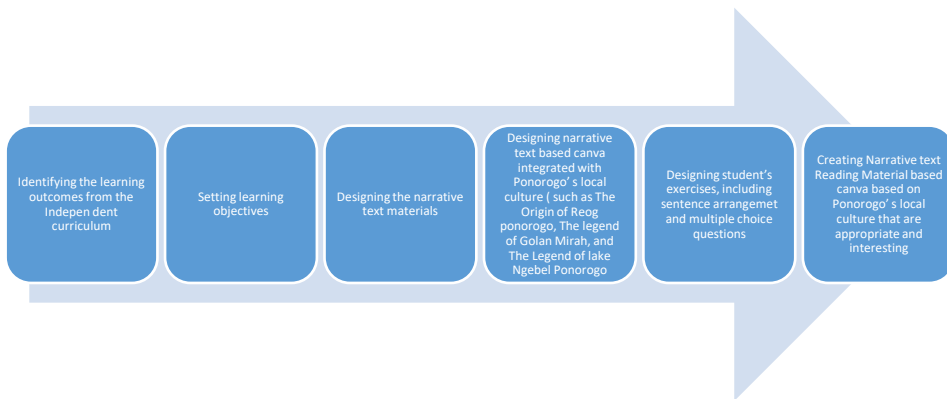 Identifying the learning
outcomes from the
Indepen dent
curriculum
Setting learning
objectives
Designing the narrative
text materials
Designing narrative
text based canva
integrated with
Ponorogo’ s local
culture ( such as The
Origin of Reog
ponorogo, The legend
of Golan Mirah, and
The Legend of lake
Ngebel Ponorogo
Designing student’s
exercises, including
sentence arrangemet
and multiple choice
questions
Creating Narrative text
Reading Material based
canva based on
Ponorogo’ s local
culture that are
appropriate and
interesting